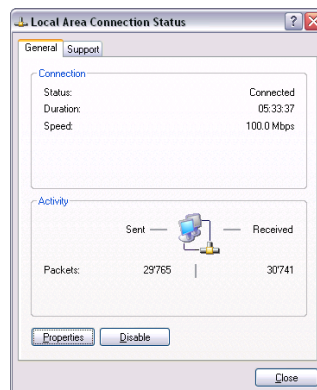 Local Area Connection Status
General Support
Connection
Status: Connected
Duration: 05:33:37
Speed: 100.0 Mbps
Activity
Sent — — Received
Packets: 29'765 | 30'741
Properties Disable
Close